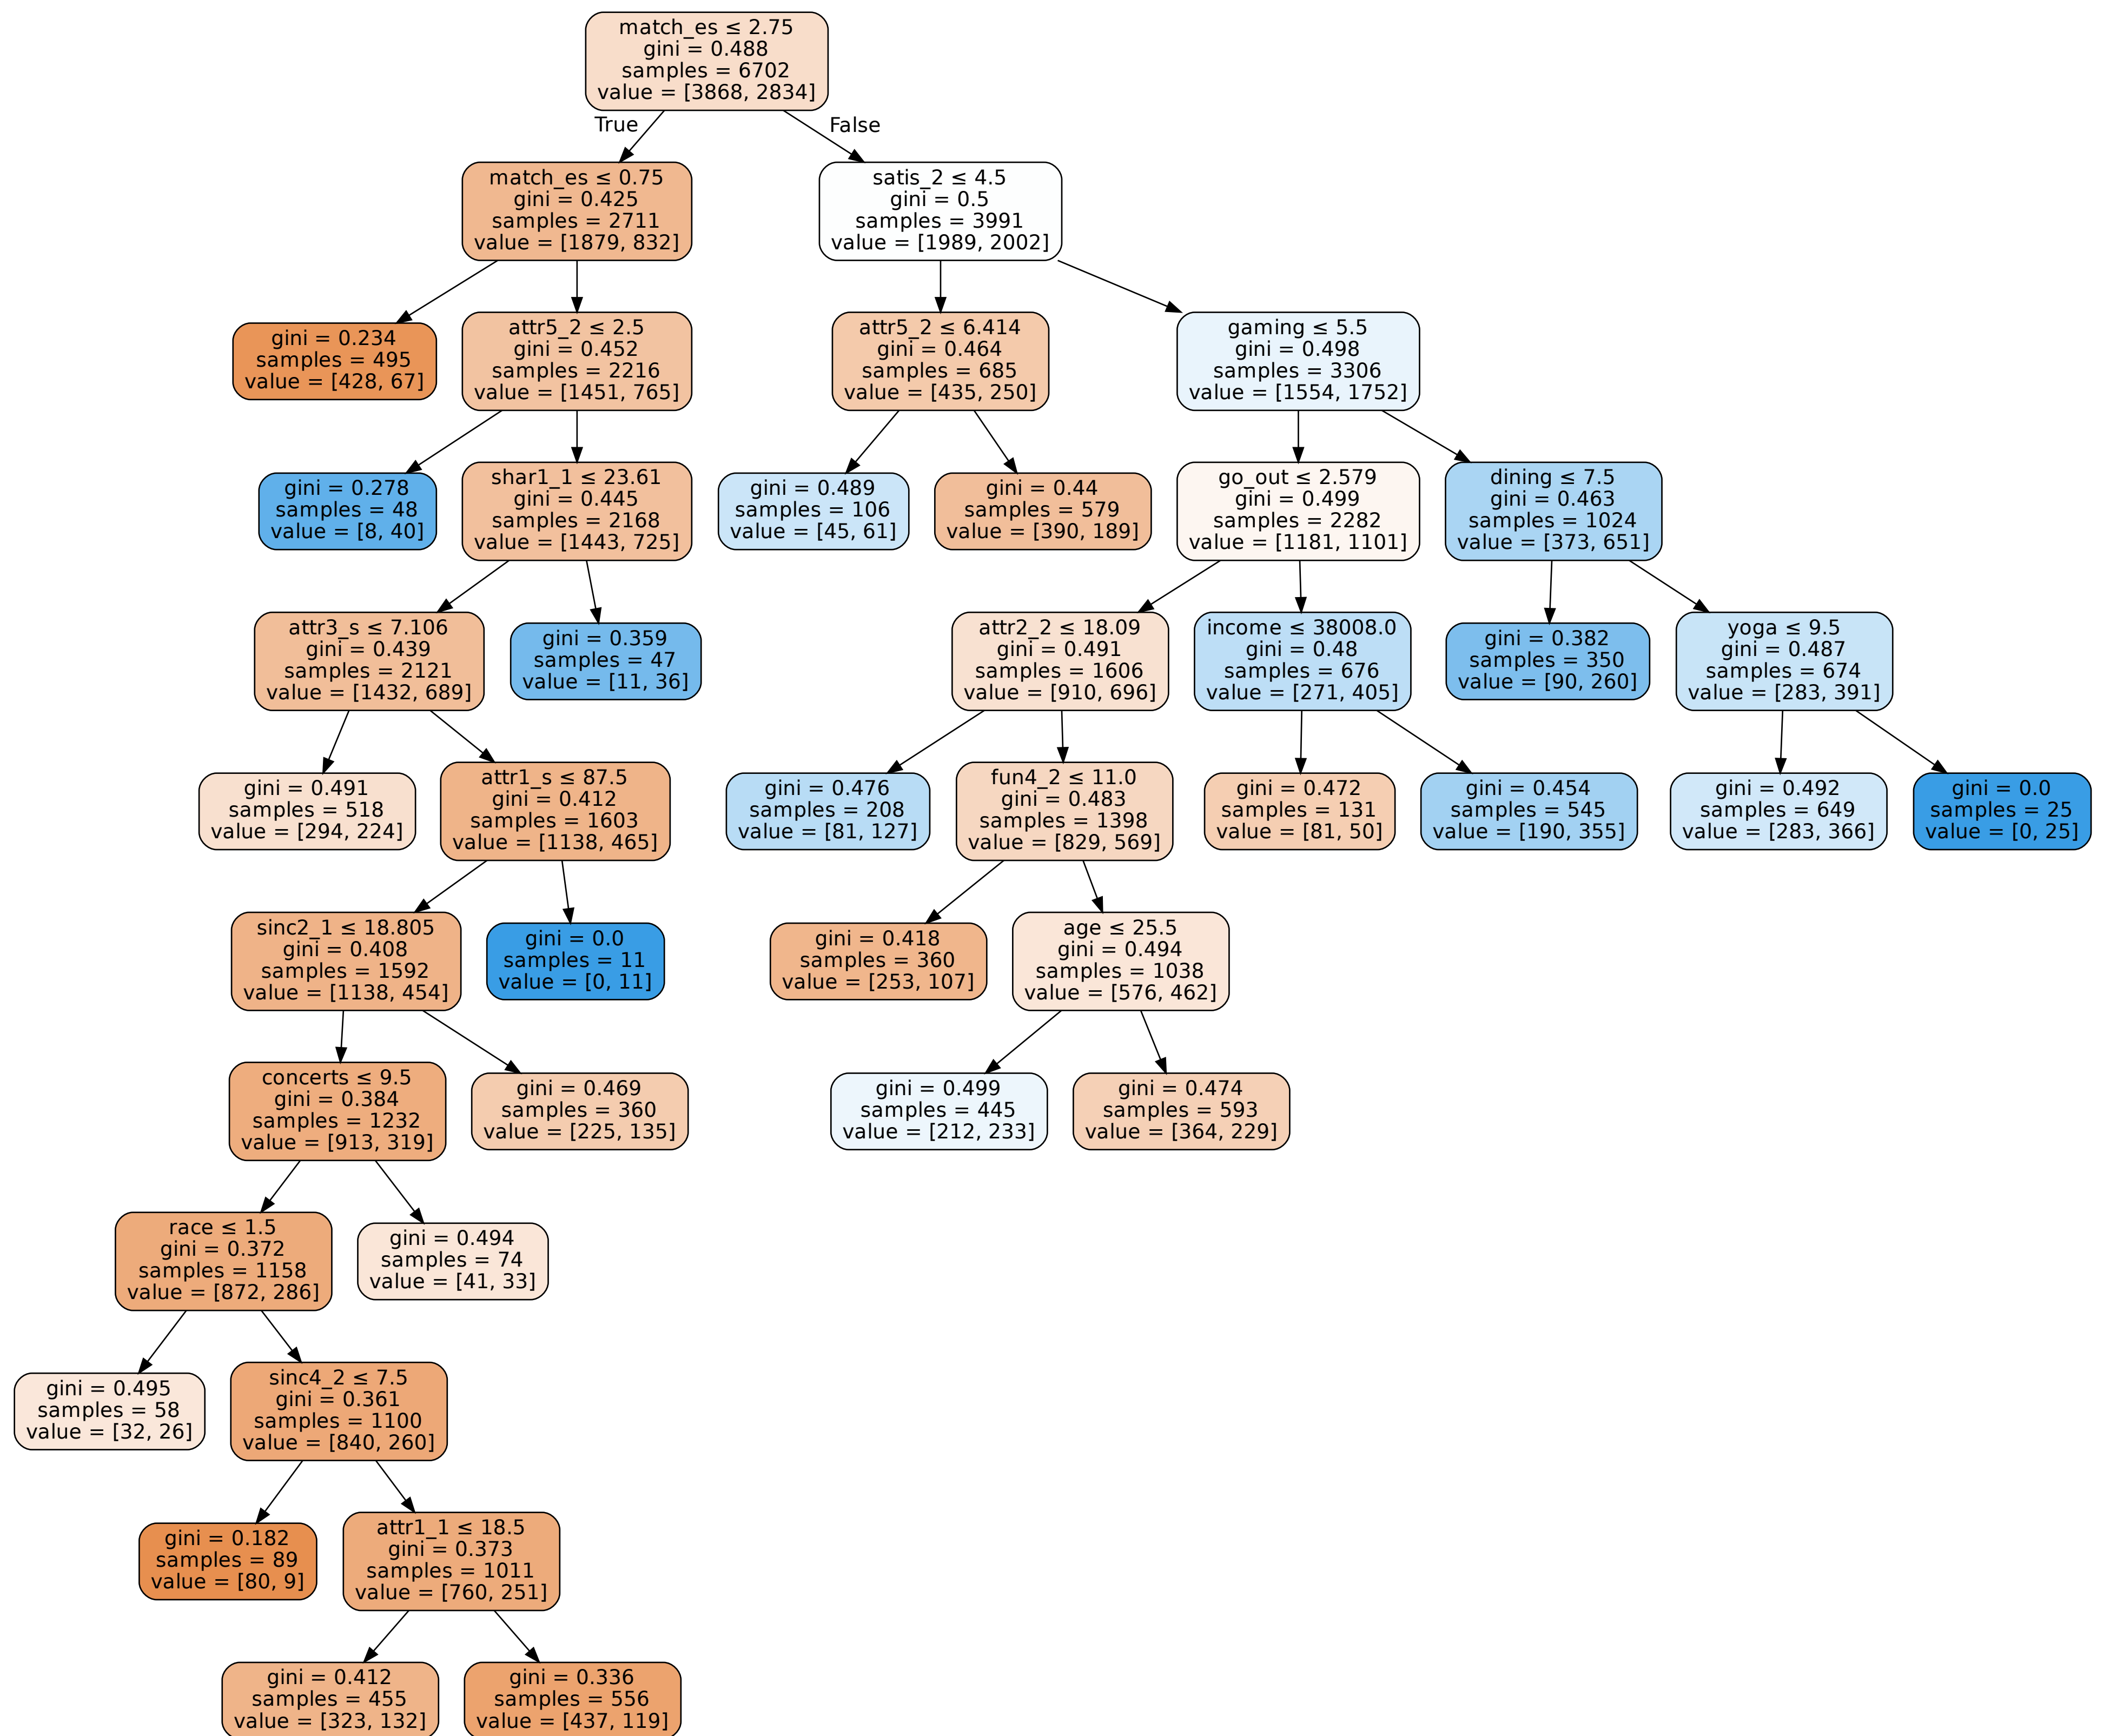 match_es ≤ 2.75
gini = 0.488
samples = 6702
value = [3868, 2834]
True
False
match_es ≤ 0.75
gini = 0.425
samples = 2711
value = [1879, 832]
satis_2 ≤ 4.5
gini = 0.5
samples = 3991
value = [1989, 2002]
gini = 0.234
samples = 495
value = [428, 67]
attr5_2 ≤ 2.5
gini = 0.452
samples = 2216
value = [1451, 765]
attr5_2 ≤ 6.414
gini = 0.464
samples = 685
value = [435, 250]
gaming ≤ 5.5
gini = 0.498
samples = 3306
value = [1554, 1752]
gini = 0.278
samples = 48
value = [8, 40]
shar1_1 ≤ 23.61
gini = 0.445
samples = 2168
value = [1443, 725]
gini = 0.489
samples = 106
value = [45, 61]
gini = 0.44
samples = 579
value = [390, 189]
go_out ≤ 2.579
gini = 0.499
samples = 2282
value = [1181, 1101]
dining ≤ 7.5
gini = 0.463
samples = 1024
value = [373, 651]
attr3_s ≤ 7.106
gini = 0.439
samples = 2121
value = [1432, 689]
gini = 0.359
samples = 47
value = [11, 36]
attr2_2 ≤ 18.09
gini = 0.491
samples = 1606
value = [910, 696]
income ≤ 38008.0
gini = 0.48
samples = 676
value = [271, 405]
gini = 0.382
samples = 350
value = [90, 260]
yoga ≤ 9.5
gini = 0.487
samples = 674
value = [283, 391]
gini = 0.491
samples = 518
value = [294, 224]
attr1_s ≤ 87.5
gini = 0.412
samples = 1603
value = [1138, 465]
gini = 0.476
samples = 208
value = [81, 127]
fun4_2 ≤ 11.0
gini = 0.483
samples = 1398
value = [829, 569]
gini = 0.472
samples = 131
value = [81, 50]
gini = 0.454
samples = 545
value = [190, 355]
gini = 0.492
samples = 649
value = [283, 366]
gini = 0.0
samples = 25
value = [0, 25]
sinc2_1 ≤ 18.805
gini = 0.408
samples = 1592
value = [1138, 454]
gini = 0.0
samples = 11
value = [0, 11]
gini = 0.418
samples = 360
value = [253, 107]
age ≤ 25.5
gini = 0.494
samples = 1038
value = [576, 462]
concerts ≤ 9.5
gini = 0.384
samples = 1232
value = [913, 319]
gini = 0.469
samples = 360
value = [225, 135]
gini = 0.499
samples = 445
value = [212, 233]
gini = 0.474
samples = 593
value = [364, 229]
race ≤ 1.5
gini = 0.372
samples = 1158
value = [872, 286]
gini = 0.494
samples = 74
value = [41, 33]
gini = 0.495
samples = 58
value = [32, 26]
sinc4_2 ≤ 7.5
gini = 0.361
samples = 1100
value = [840, 260]
gini = 0.182
samples = 89
value = [80, 9]
attr1_1 ≤ 18.5
gini = 0.373
samples = 1011
value = [760, 251]
gini = 0.412
samples = 455
value = [323, 132]
gini = 0.336
samples = 556
value = [437, 119]